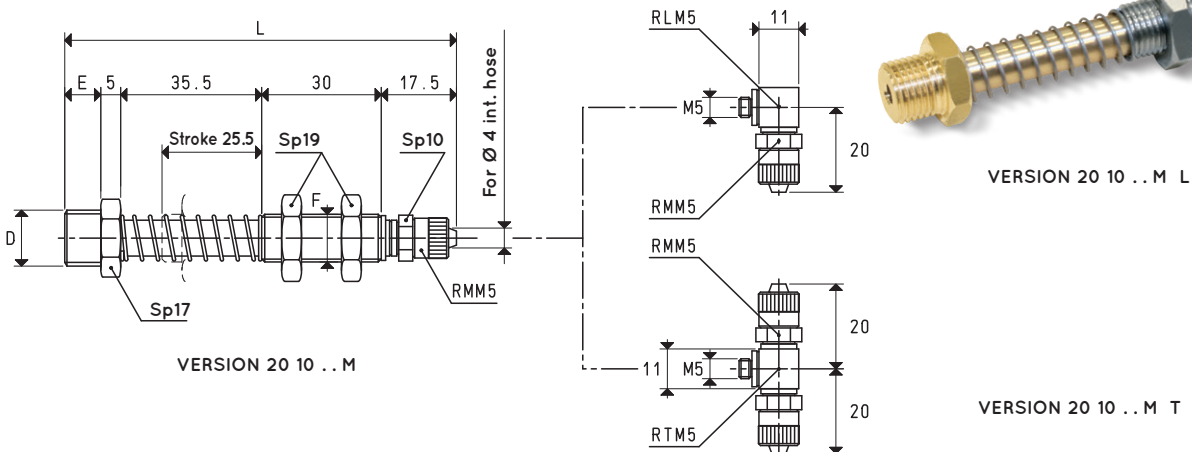 L
E 5 35.5 30 17.5
Stroke 25.5
Sp19
Sp10
For Ø 4 int. hose
D
F
RMM5
Sp17
VERSION 20 10 . . M
RLM5
11
M5
20
RMM5
VERSION 20 10 . . M L
RMM5
20
11
M5
20
RTM5
VERSION 20 10 . . M T